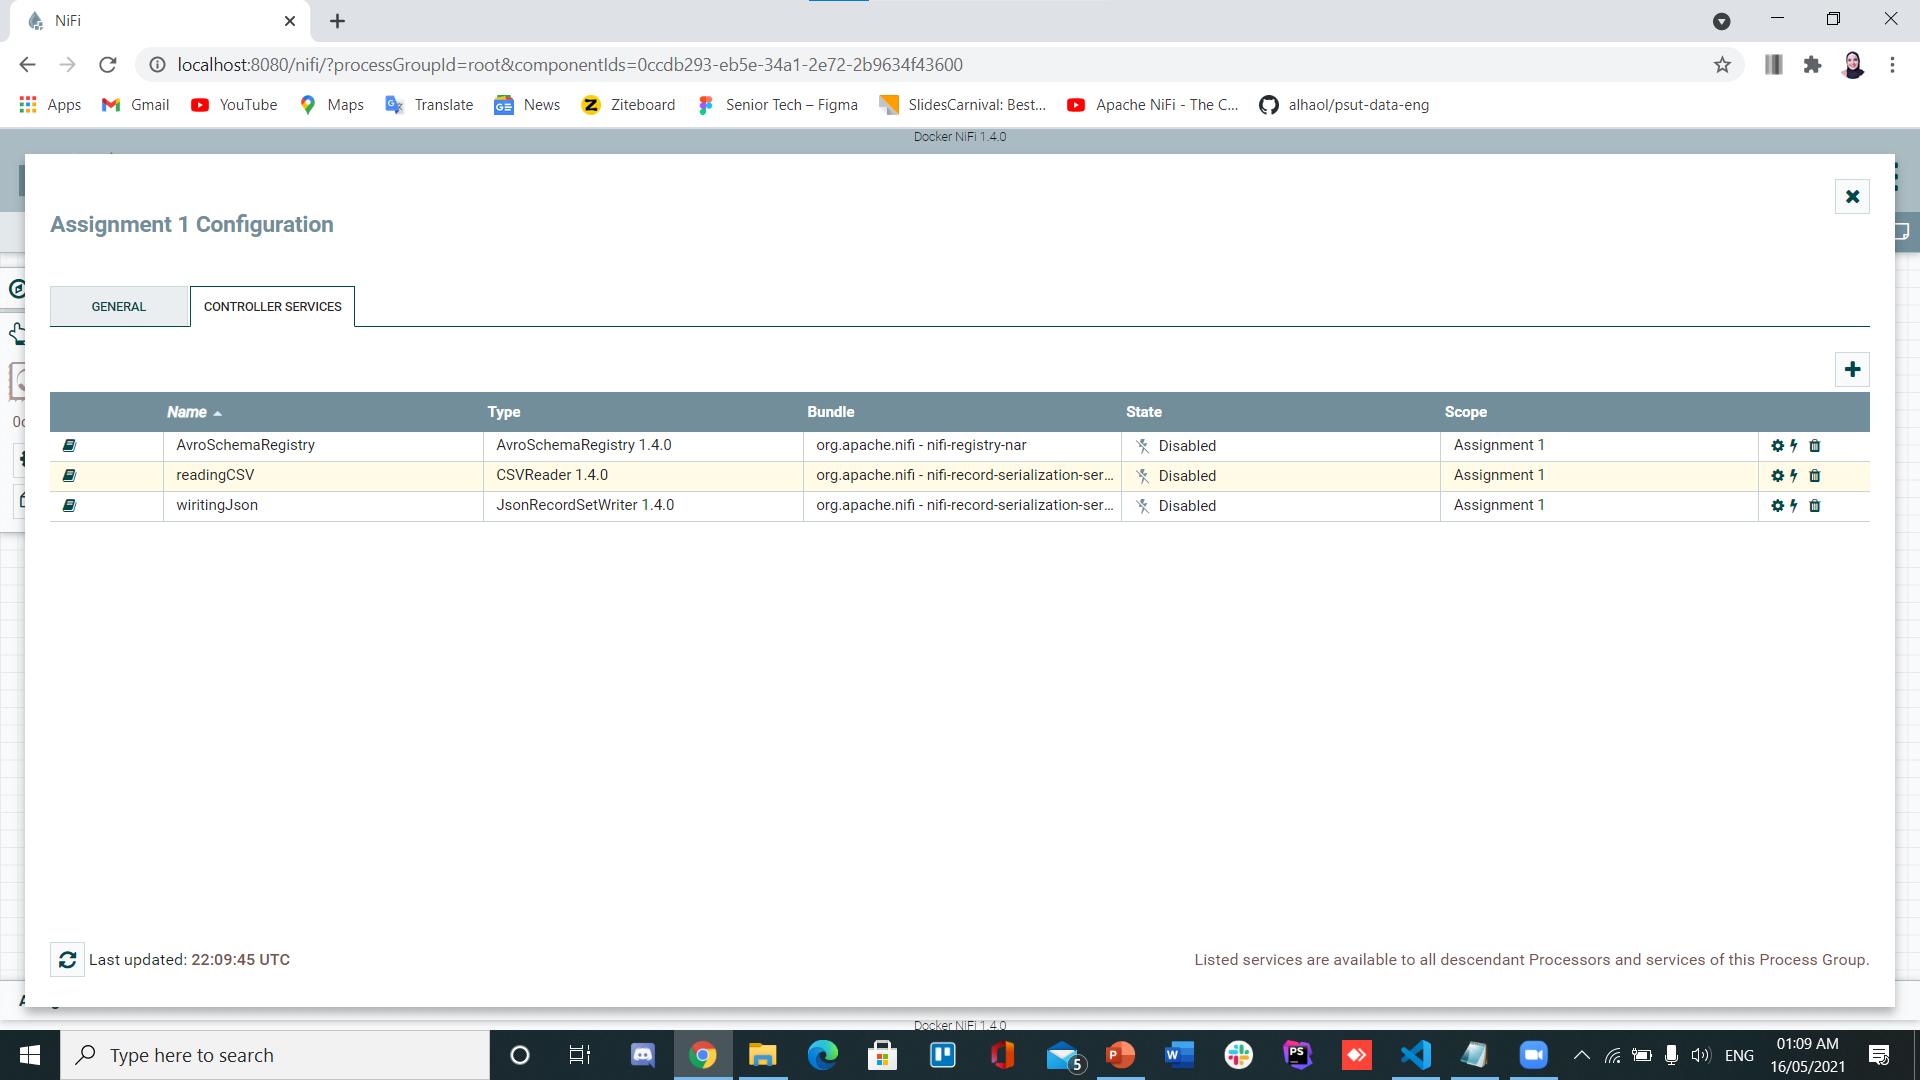 NiFi
localhost:8080/nifi/?processGroupId=root&componentIds=0ccdb293-eb5e-34a1-2e72-2b9634f43600
Apps Gmail YouTube Maps Translate News Ziteboard Senior Tech – Figma SlidesCarnival: Best... Apache NiFi - The C... alhaol/psut-data-eng
Docker NiFi 1.4.0
Assignment 1 Configuration
GENERAL CONTROLLER SERVICES
Name Type Bundle State Scope
AvroSchemaRegistry AvroSchemaRegistry 1.4.0 org.apache.nifi - nifi-registry-nar Disabled Assignment 1
readingCSV CSVReader 1.4.0 org.apache.nifi - nifi-record-serialization-ser... Disabled Assignment 1
wiritingJson JsonRecordSetWriter 1.4.0 org.apache.nifi - nifi-record-serialization-ser... Disabled Assignment 1
Last updated: 22:09:45 UTC
Listed services are available to all descendant Processors and services of this Process Group.
Docker NiFi 1.4.0
Type here to search
5
ENG
01:09 AM
16/05/2021